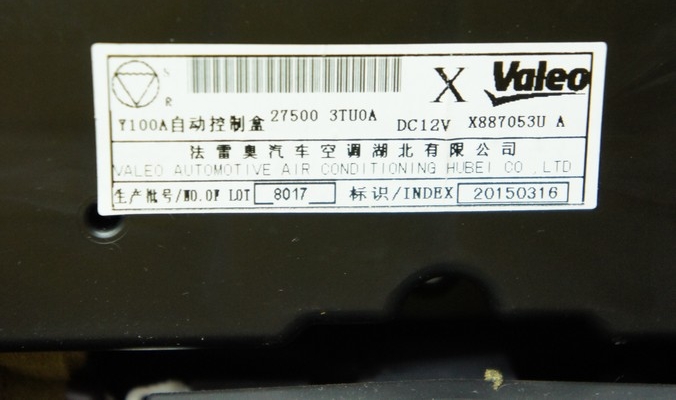 S X Valeo
R
Y100A自动控制盒 27500 3TU0A DC12V X887053U A
法雷奥汽车空调湖北有限公司
VALEO AUTOMOTIVE AIR CONDITIONING HUBEI CO.,LTD
生产批号/NO.OF LOT 8017 标识/INDEX 20150316